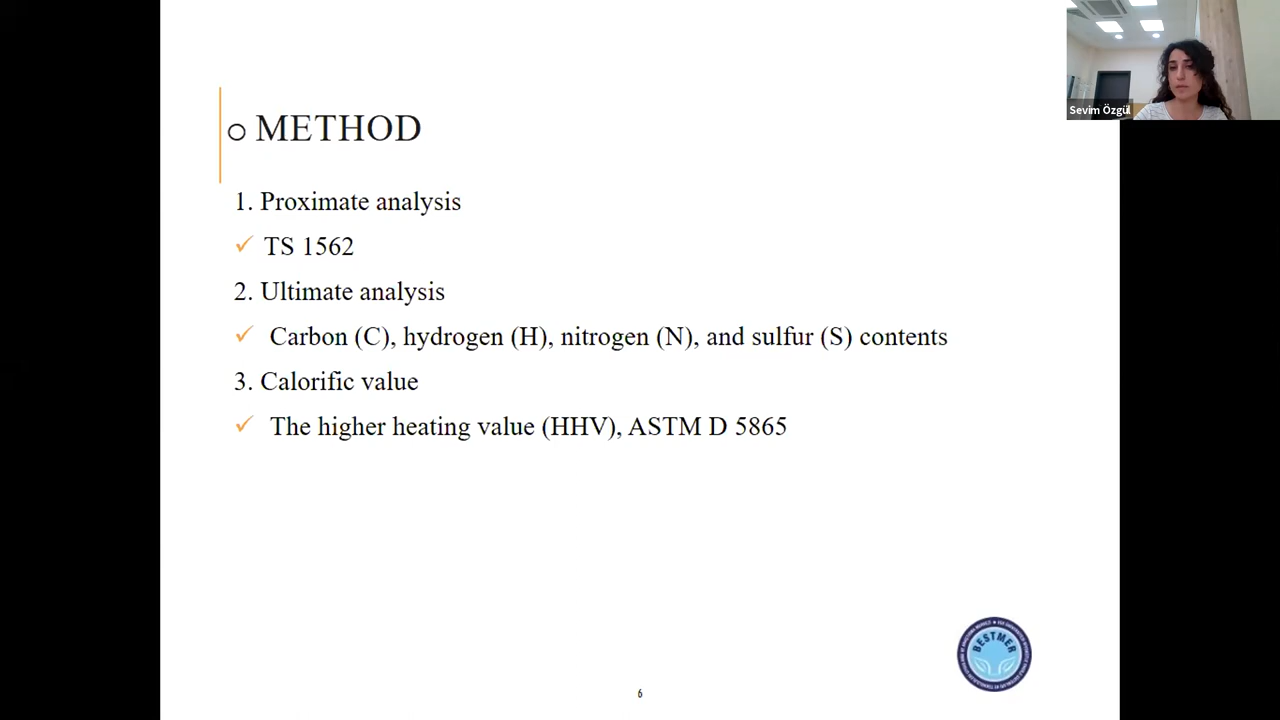 Sevim Özgül
METHOD
1. Proximate analysis
TS 1562
2. Ultimate analysis
Carbon (C), hydrogen (H), nitrogen (N), and sulfur (S) contents
3. Calorific value
The higher heating value (HHV), ASTM D 5865
BESTMER
6